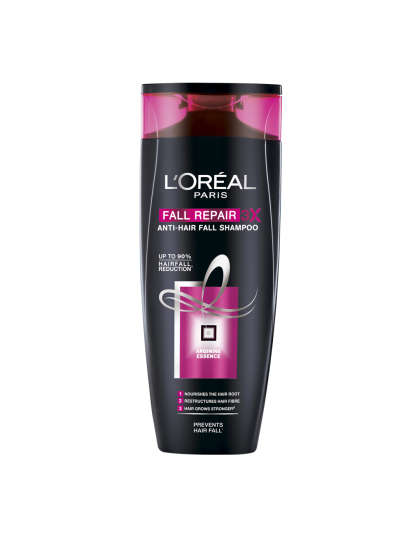 L'ORÉAL
PARIS
FALL REPAIR 3X
ANTI-HAIR FALL SHAMPOO
UP TO 90%
HAIRFALL
REDUCTION*
ARGININE
ESSENCE
1 NOURISHES THE HAIR ROOT
2 RESTRUCTURES HAIR FIBRE
3 HAIR GROWS STRONGER*
PREVENTS
HAIR FALL*